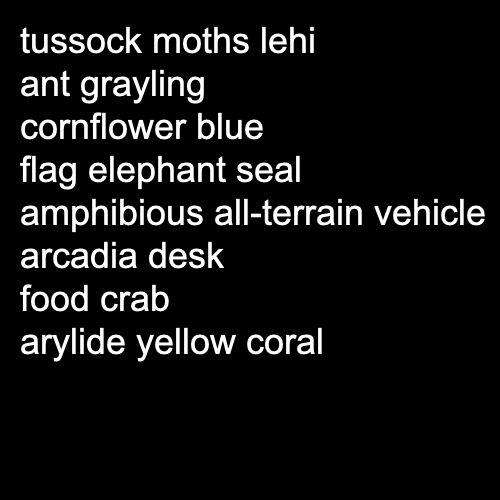 tussock moths lehi
ant grayling
cornflower blue
flag elephant seal
amphibious all-terrain vehicle
arcadia desk
food crab
arylide yellow coral